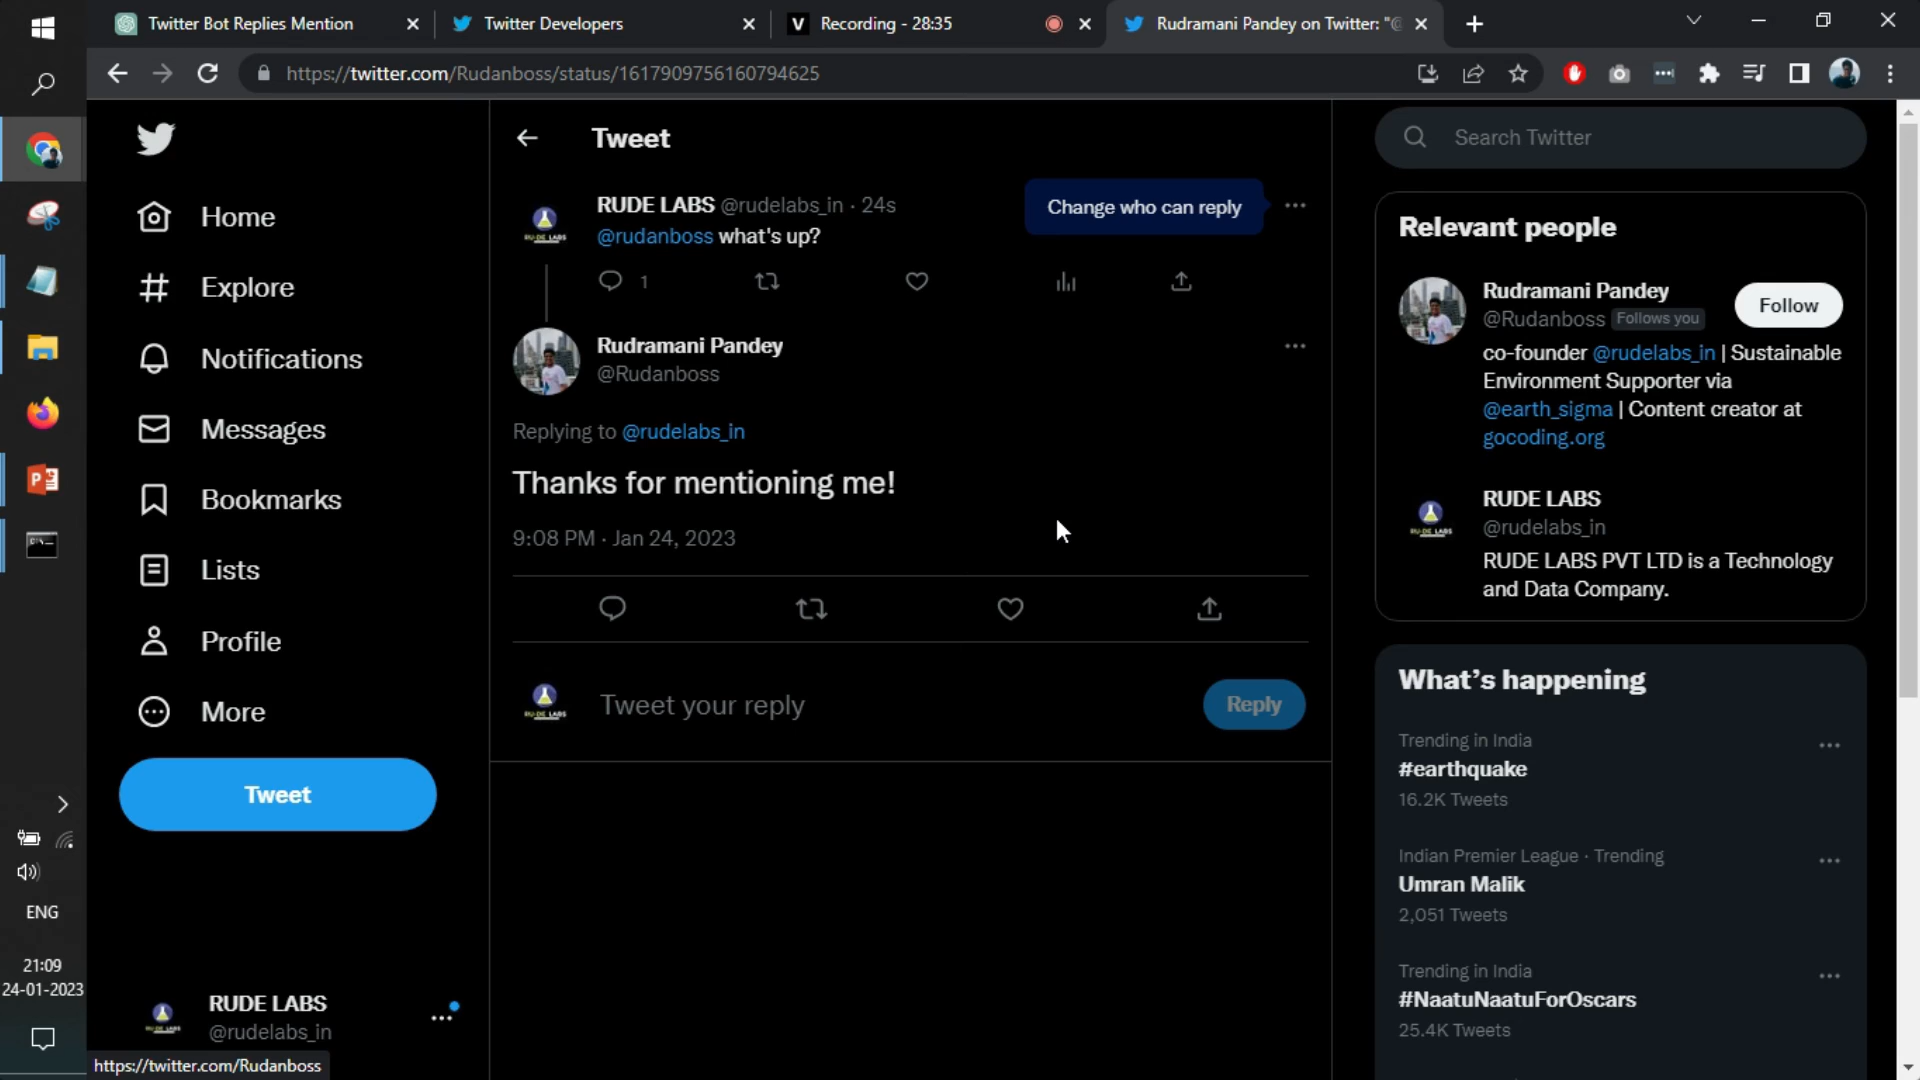 Twitter Bot Replies Mention
Twitter Developers
V Recording - 28:35
Rudramani Pandey on Twitter: "@
https://twitter.com/Rudanboss/status/1617909756160794625
Home
Explore
Notifications
Messages
Bookmarks
Lists
Profile
More
Tweet
RUDE LABS
@rudelabs_in
https://twitter.com/Rudanboss
ENG
21:09
24-01-2023
Tweet
RUDE LABS @rudelabs_in · 24s
Change who can reply
@rudanboss what's up?
1
Rudramani Pandey
@Rudanboss
Replying to @rudelabs_in
Thanks for mentioning me!
9:08 PM · Jan 24, 2023
Tweet your reply
Reply
Search Twitter
Relevant people
Rudramani Pandey
@Rudanboss Follows you
Follow
co-founder @rudelabs_in | Sustainable
Environment Supporter via
@earth_sigma | Content creator at
gocoding.org
RUDE LABS
@rudelabs_in
RUDE LABS PVT LTD is a Technology
and Data Company.
What's happening
Trending in India
#earthquake
16.2K Tweets
Indian Premier League · Trending
Umran Malik
2,051 Tweets
Trending in India
#NaatuNaatuForOscars
25.4K Tweets